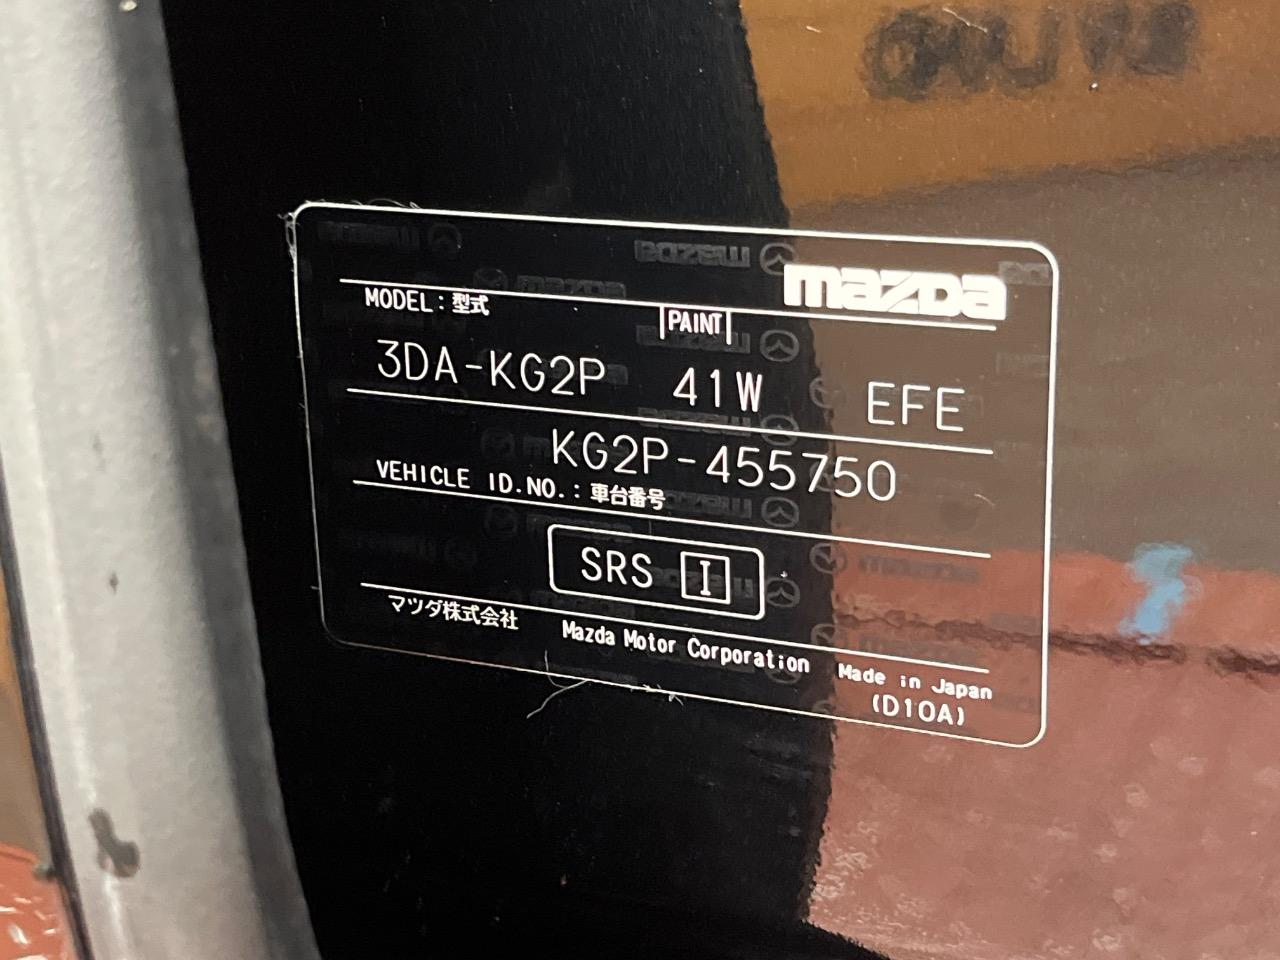 mazda
MODEL：型式
PAINT
3DA-KG2P 41W EFE
KG2P-455750
VEHICLE ID.NO.：車台番号
SRS I
マツダ株式会社 Mazda Motor Corporation Made in Japan
(D10A)